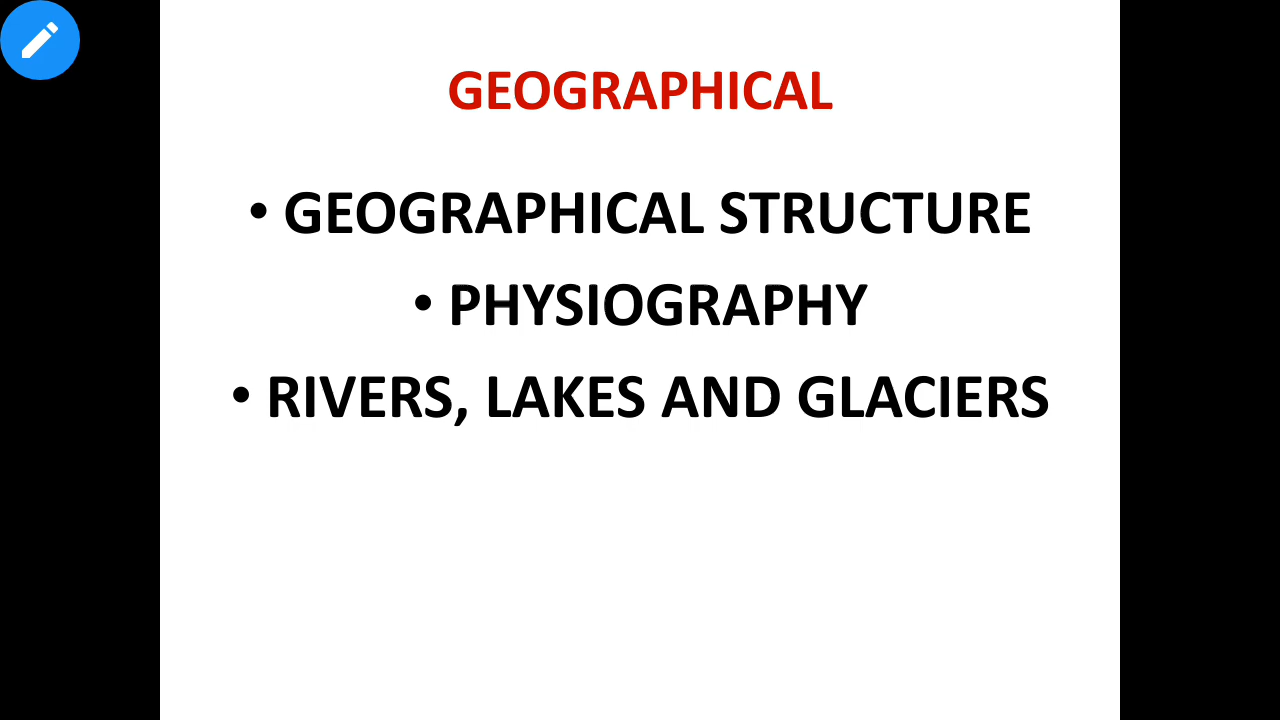 GEOGRAPHICAL
• GEOGRAPHICAL STRUCTURE
• PHYSIOGRAPHY
• RIVERS, LAKES AND GLACIERS